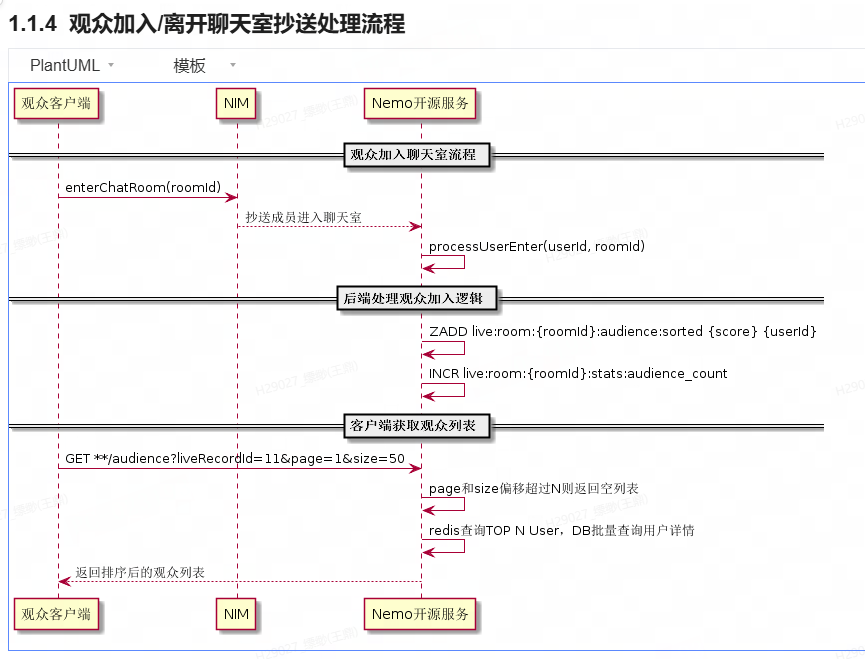 1.1.4 观众加入/离开聊天室抄送处理流程
PlantUML 模板
观众客户端 NIM Nemo开源服务
观众加入聊天室流程
enterChatRoom(roomId)
抄送成员进入聊天室
processUserEnter(userId, roomId)
后端处理观众加入逻辑
ZADD live:room:{roomId}:audience:sorted {score} {userId}
INCR live:room:{roomId}:stats:audience_count
客户端获取观众列表
GET **/audience?liveRecordId=11&page=1&size=50
page和size偏移超过N则返回空列表
redis查询TOP N User，DB批量查询用户详情
返回排序后的观众列表
观众客户端 NIM Nemo开源服务